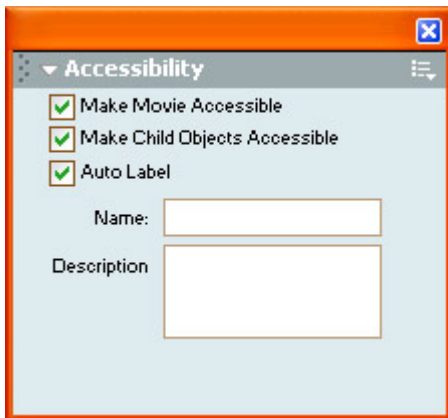 Accessibility
Make Movie Accessible
Make Child Objects Accessible
Auto Label
Name:
Description